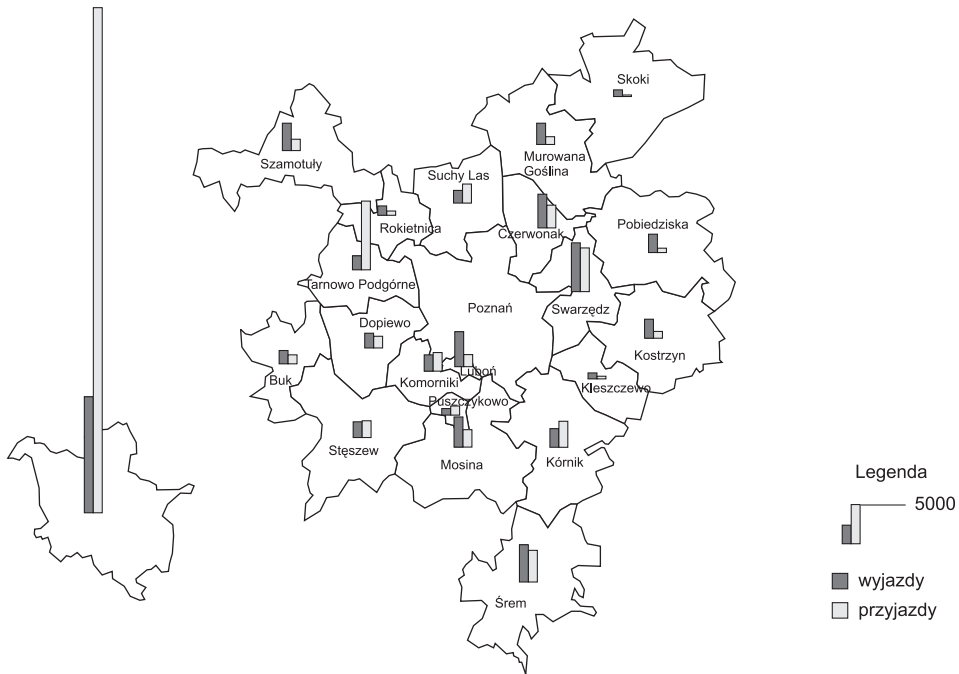 Skoki
Murowana
Goślina
Szamotuły
Suchy Las
Rokietnica
Czerwonak
Pobiedziska
Tarnowo Podgórne
Poznań
Swarzędz
Dopiewo
Kostrzyn
Buk
Komorniki
Luboń
Kleszczewo
Puszczykowo
Stęszew
Mosina
Kórnik
Śrem
Legenda
5000
wyjazdy
przyjazdy